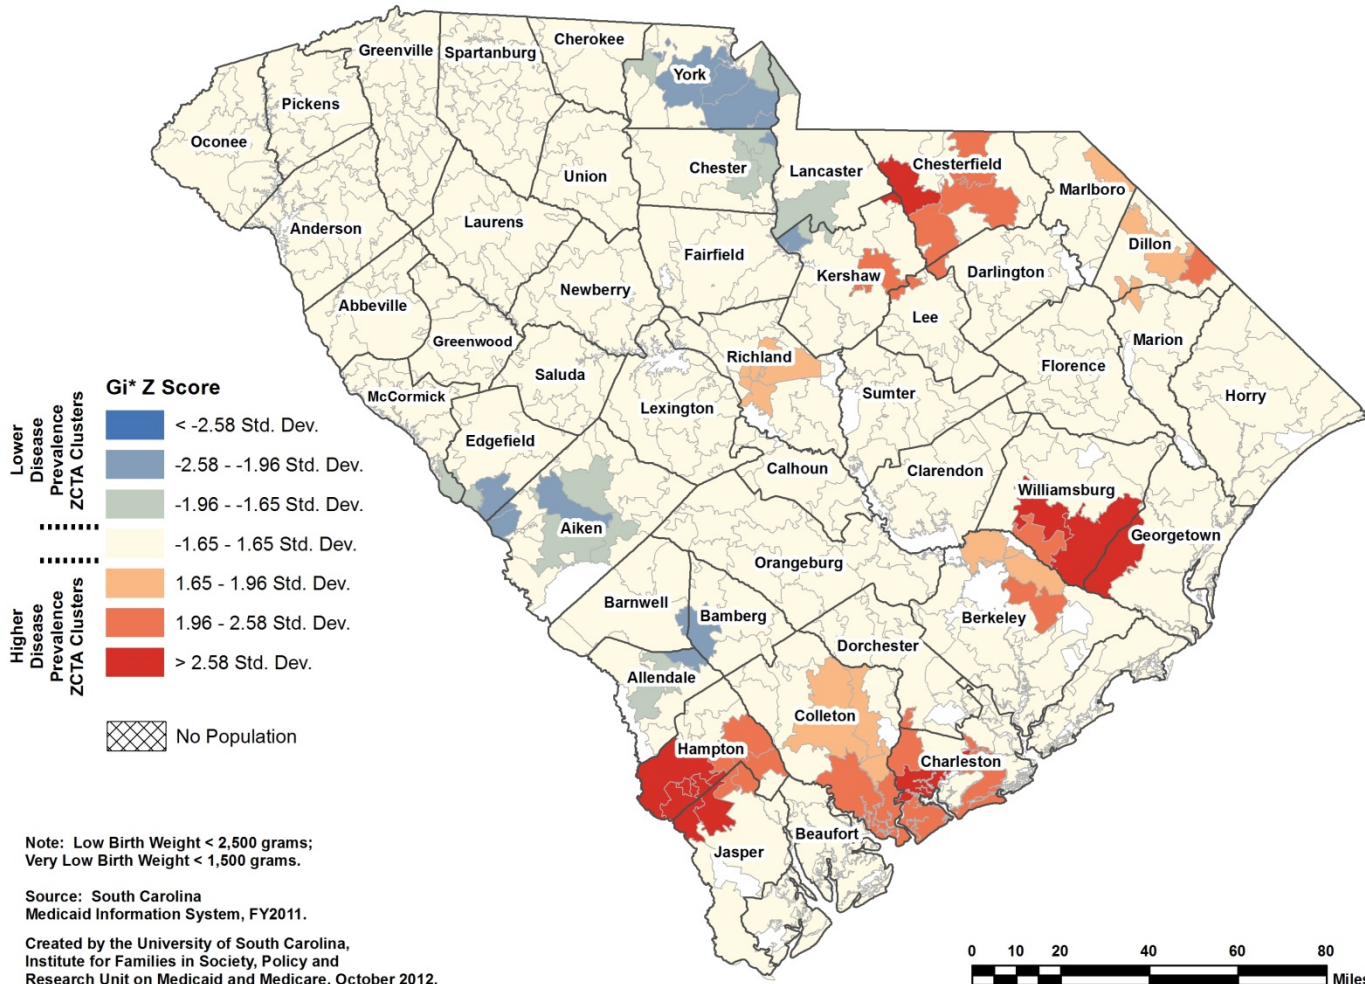 Cherokee
Greenville
Spartanburg
York
Pickens
Oconee
Chester
Lancaster
Chesterfield
Union
Marlboro
Anderson
Laurens
Dillon
Fairfield
Kershaw
Darlington
Newberry
Abbeville
Lee
Greenwood
Marion
Richland
Florence
Saluda
McCormick
Sumter
Horry
Lexington
Edgefield
Calhoun
Clarendon
Williamsburg
Aiken
Georgetown
Orangeburg
Barnwell
Bamberg
Berkeley
Dorchester
Allendale
Colleton
Hampton
Charleston
Beaufort
Jasper
Gi* Z Score
Lower
Disease
Prevalence
ZCTA Clusters
< -2.58 Std. Dev.
-2.58 - -1.96 Std. Dev.
-1.96 - -1.65 Std. Dev.
-1.65 - 1.65 Std. Dev.
Higher
Disease
Prevalence
ZCTA Clusters
1.65 - 1.96 Std. Dev.
1.96 - 2.58 Std. Dev.
> 2.58 Std. Dev.
No Population
Note: Low Birth Weight < 2,500 grams;
Very Low Birth Weight < 1,500 grams.
Source: South Carolina
Medicaid Information System, FY2011.
Created by the University of South Carolina,
Institute for Families in Society, Policy and
Research Unit on Medicaid and Medicare, October 2012.
0 10 20 40 60 80
Miles